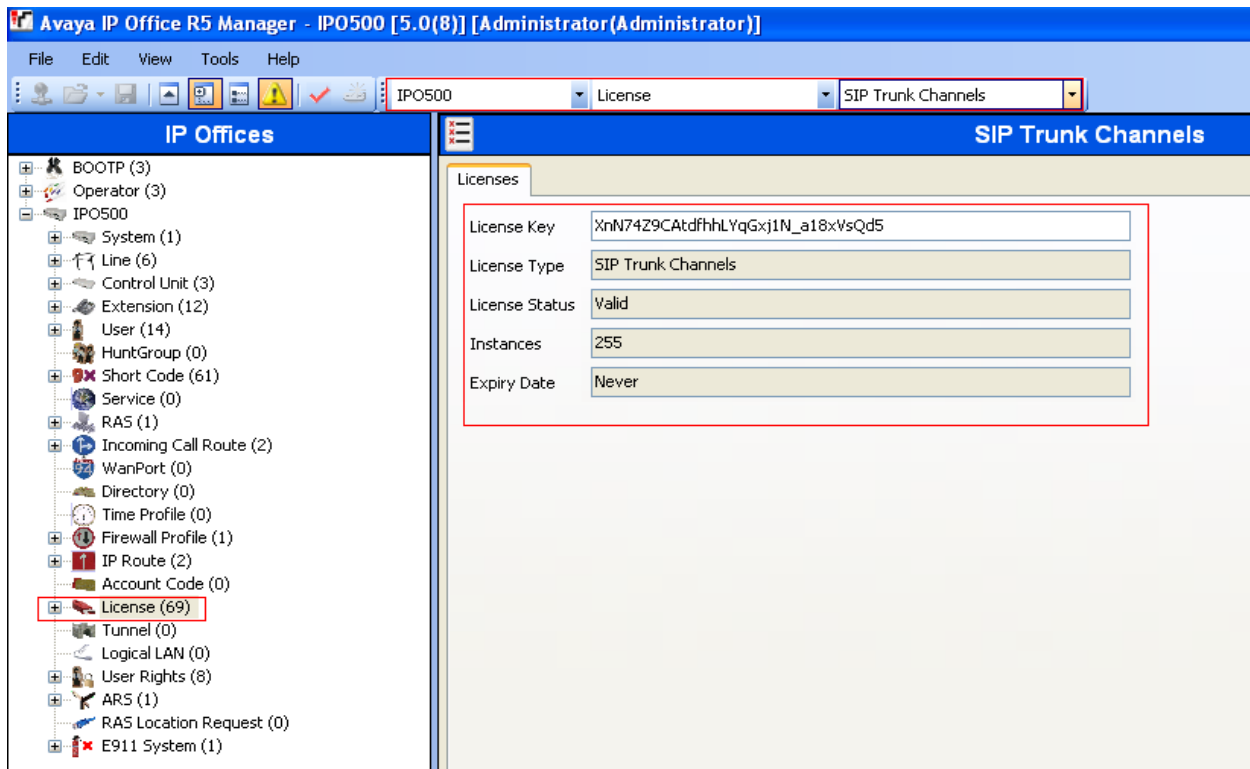 Avaya IP Office R5 Manager - IPO500 [5.0(8)] [Administrator(Administrator)]
File Edit View Tools Help
IPO500 License SIP Trunk Channels
IP Offices
BOOTP (3)
Operator (3)
IPO500
System (1)
Line (6)
Control Unit (3)
Extension (12)
User (14)
HuntGroup (0)
Short Code (61)
Service (0)
RAS (1)
Incoming Call Route (2)
WanPort (0)
Directory (0)
Time Profile (0)
Firewall Profile (1)
IP Route (2)
Account Code (0)
License (69)
Tunnel (0)
Logical LAN (0)
User Rights (8)
ARS (1)
RAS Location Request (0)
E911 System (1)
SIP Trunk Channels
Licenses
License Key XnN74Z9CAtdfhhLYqGxj1N_a18xVsQd5
License Type SIP Trunk Channels
License Status Valid
Instances 255
Expiry Date Never